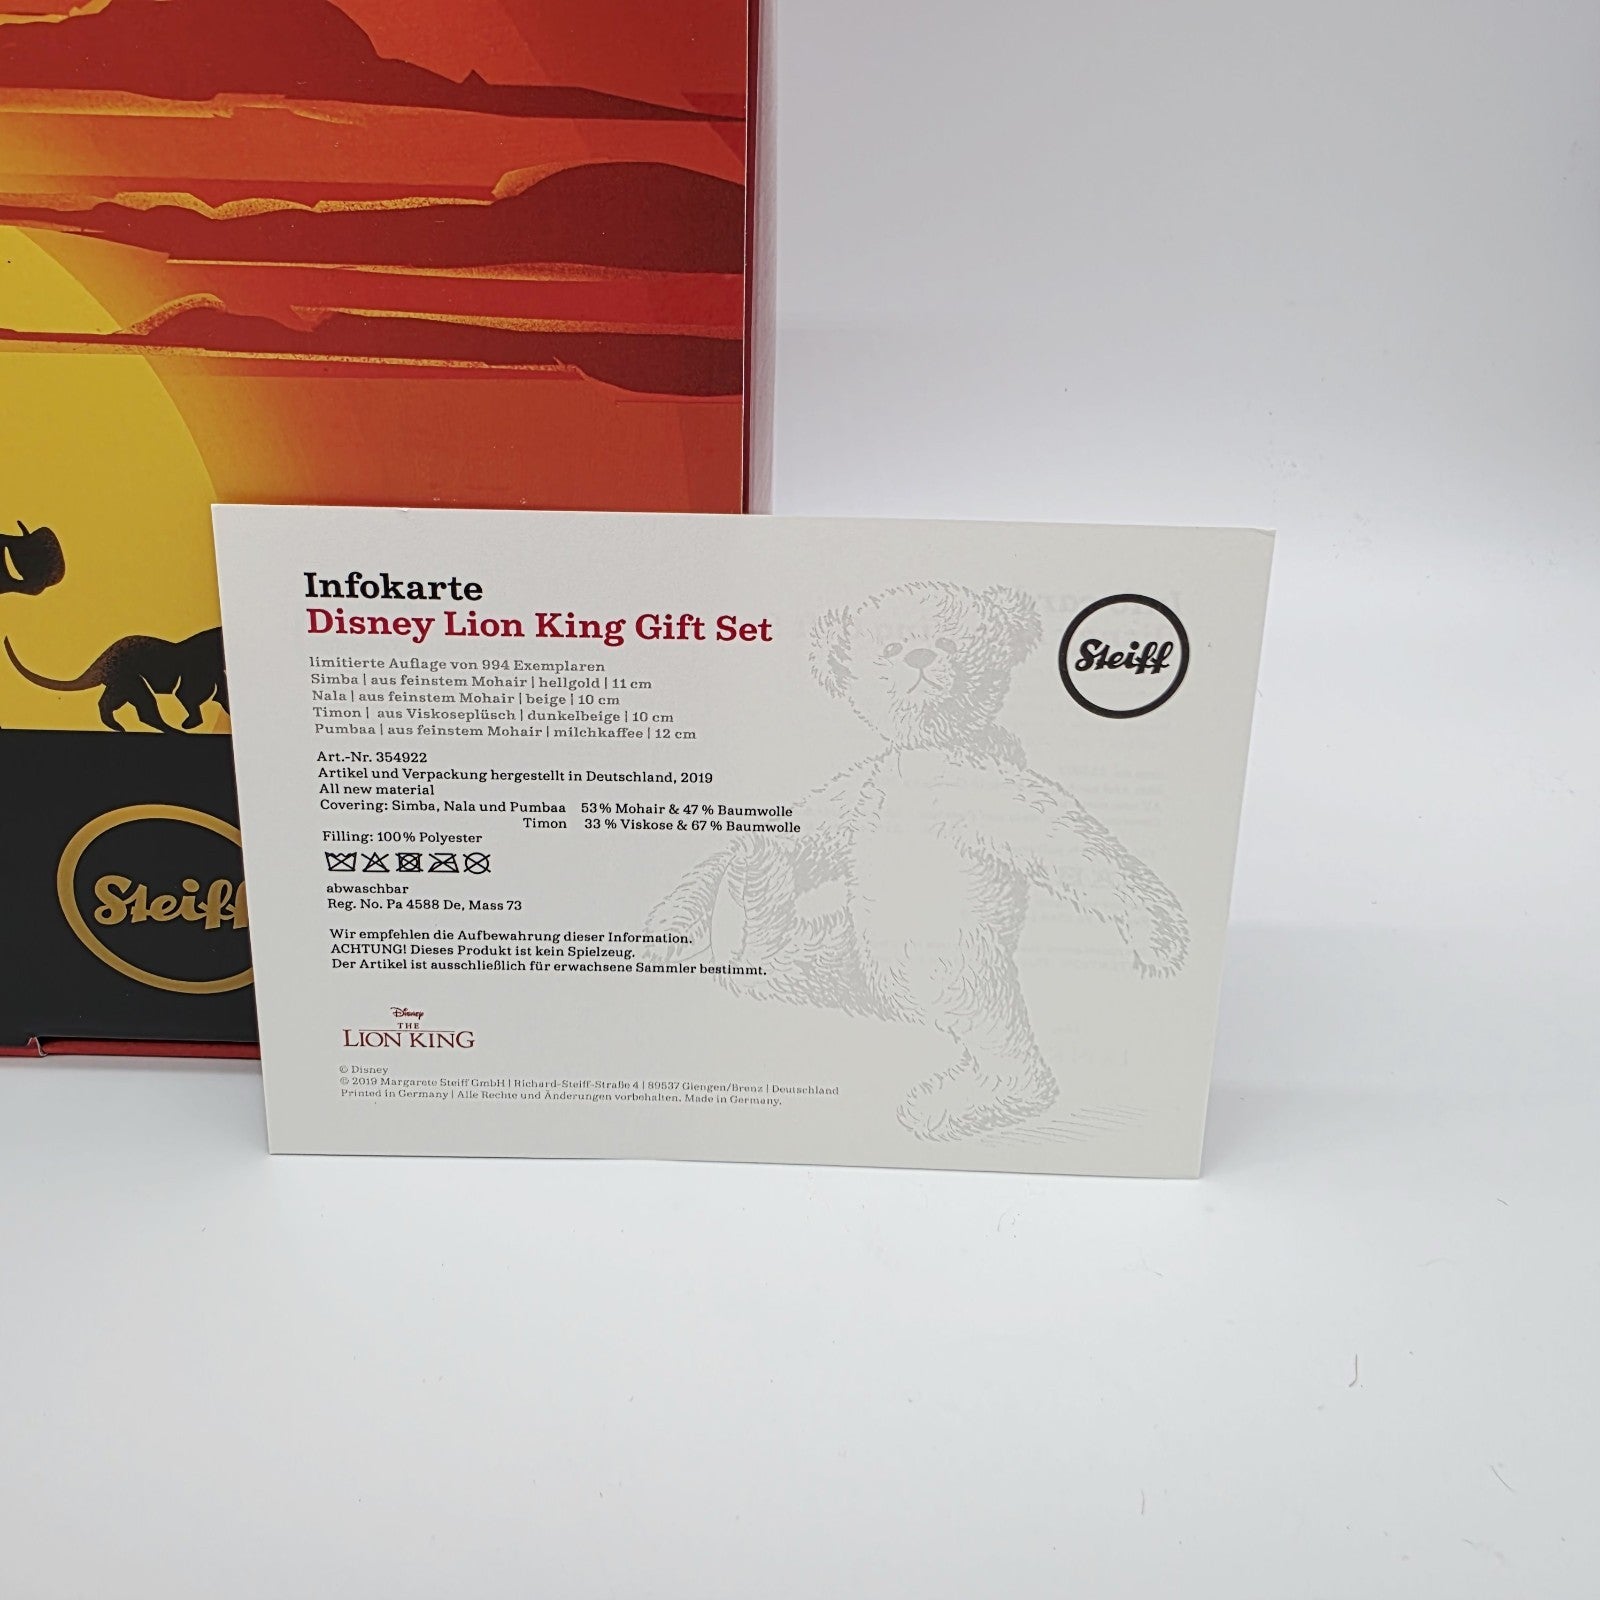 Infokarte
Disney Lion King Gift Set
Steiff
limitierte Auflage von 994 Exemplaren
Simba | aus feinstem Mohair | hellgold | 11 cm
Nala | aus feinstem Mohair | beige | 10 cm
Timon | aus Viskoseplüsch | dunkelbeige | 10 cm
Pumbaa | aus feinstem Mohair | milchkaffee | 12 cm
Art.-Nr. 354922
Artikel und Verpackung hergestellt in Deutschland, 2019
All new material
Covering: Simba, Nala und Pumbaa 53 % Mohair & 47 % Baumwolle
Timon 33 % Viskose & 67 % Baumwolle
Filling: 100 % Polyester
abwaschbar
Reg. No. Pa 4588 De, Mass 73
Wir empfehlen die Aufbewahrung dieser Information.
ACHTUNG! Dieses Produkt ist kein Spielzeug.
Der Artikel ist ausschließlich für erwachsene Sammler bestimmt.
Disney
THE
LION KING
© Disney
© 2019 Margarete Steiff GmbH | Richard-Steiff-Straße 4 | 89537 Giengen/Brenz | Deutschland
Printed in Germany | Alle Rechte und Änderungen vorbehalten. Made in Germany.
Steiff